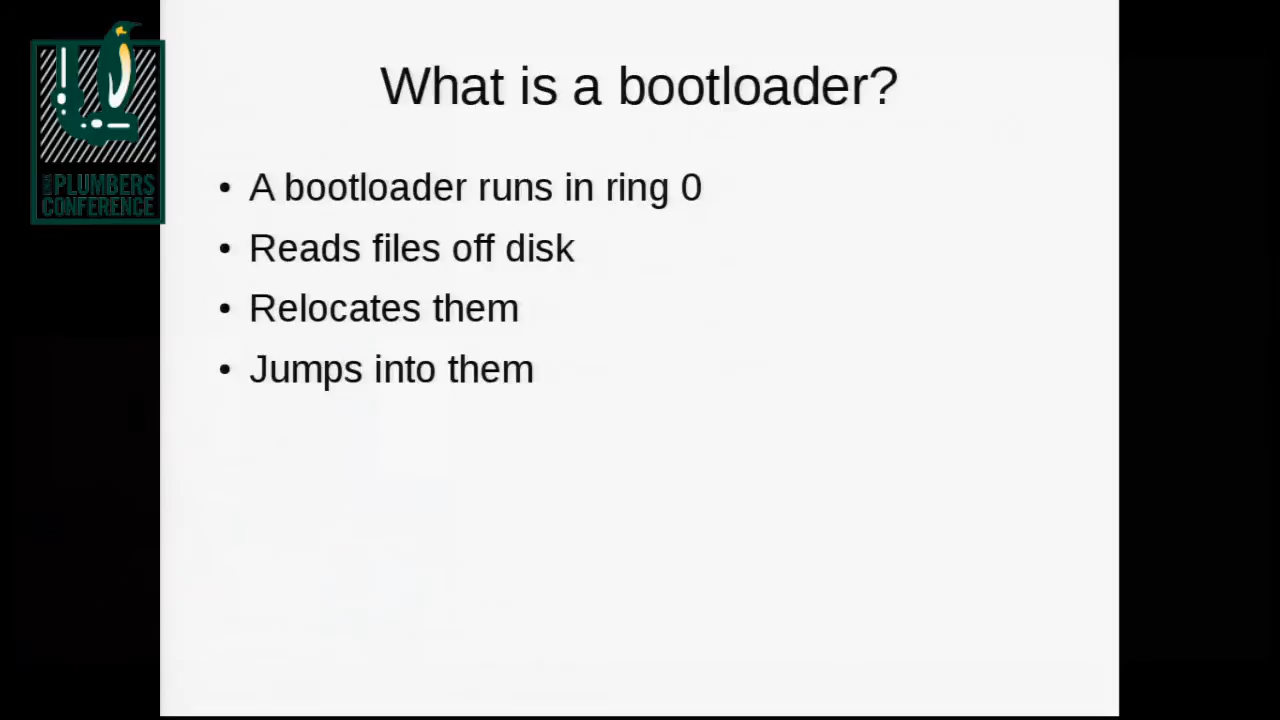 What is a bootloader?
• A bootloader runs in ring 0
• Reads files off disk
• Relocates them
• Jumps into them
PLUMBERS
CONFERENCE